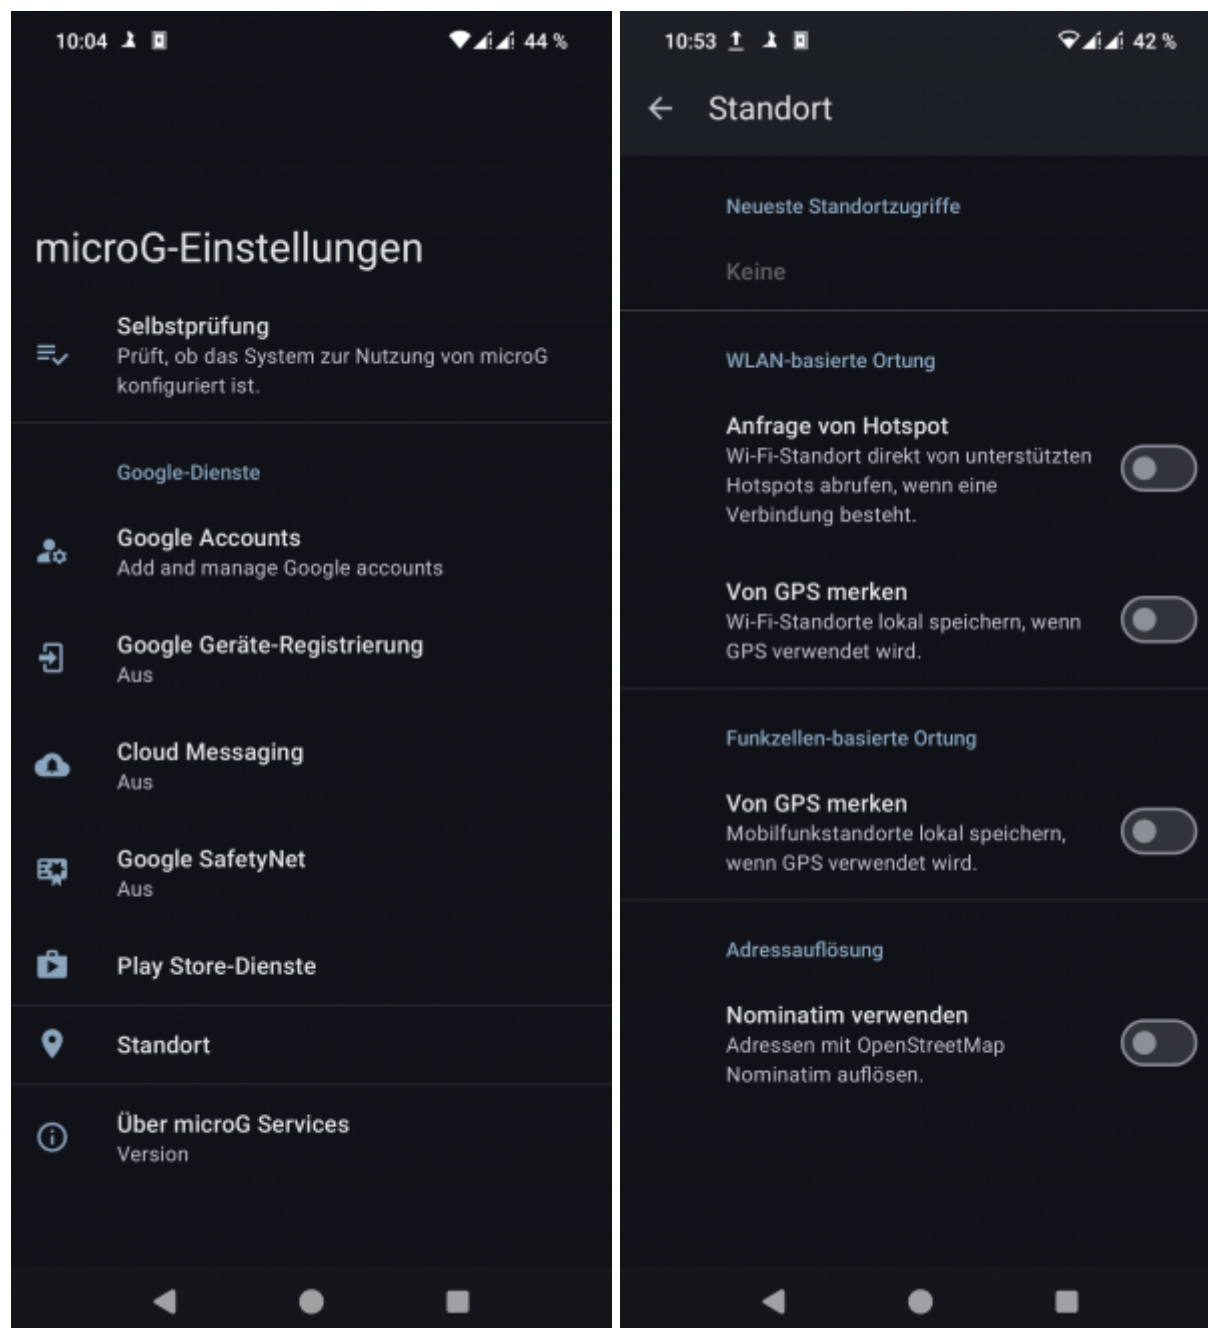 10:04
44 %
microG-Einstellungen
Selbstprüfung
Prüft, ob das System zur Nutzung von microG
konfiguriert ist.
Google-Dienste
Google Accounts
Add and manage Google accounts
Google Geräte-Registrierung
Aus
Cloud Messaging
Aus
Google SafetyNet
Aus
Play Store-Dienste
Standort
Über microG Services
Version
10:53
42 %
Standort
Neueste Standortzugriffe
Keine
WLAN-basierte Ortung
Anfrage von Hotspot
Wi-Fi-Standort direkt von unterstützten
Hotspots abrufen, wenn eine
Verbindung besteht.
Von GPS merken
Wi-Fi-Standorte lokal speichern, wenn
GPS verwendet wird.
Funkzellen-basierte Ortung
Von GPS merken
Mobilfunkstandorte lokal speichern,
wenn GPS verwendet wird.
Adressauflösung
Nominatim verwenden
Adressen mit OpenStreetMap
Nominatim auflösen.